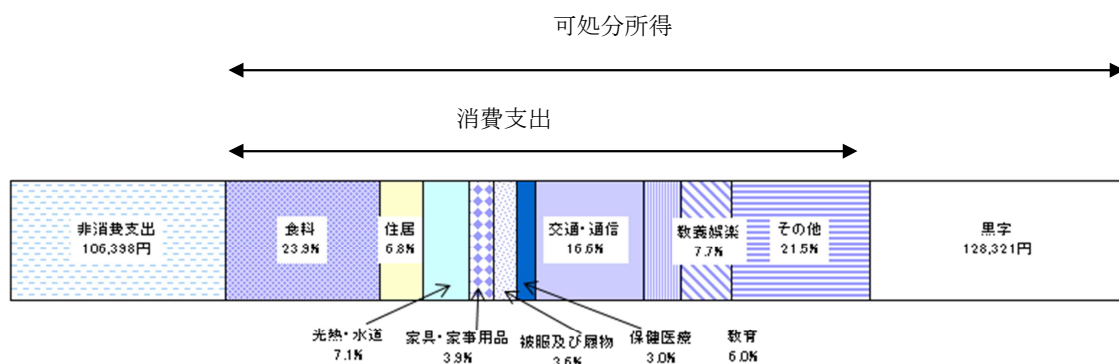 可処分所得
消費支出
非消費支出
106,398円
食料
23.9%
住居
6.8%
交通・通信
16.6%
教養娯楽
7.7%
その他
21.5%
黒字
128,321円
光熱・水道
7.1%
家具・家事用品
3.9%
被服及び履物
3.6%
保健医療
3.0%
教育
6.0%